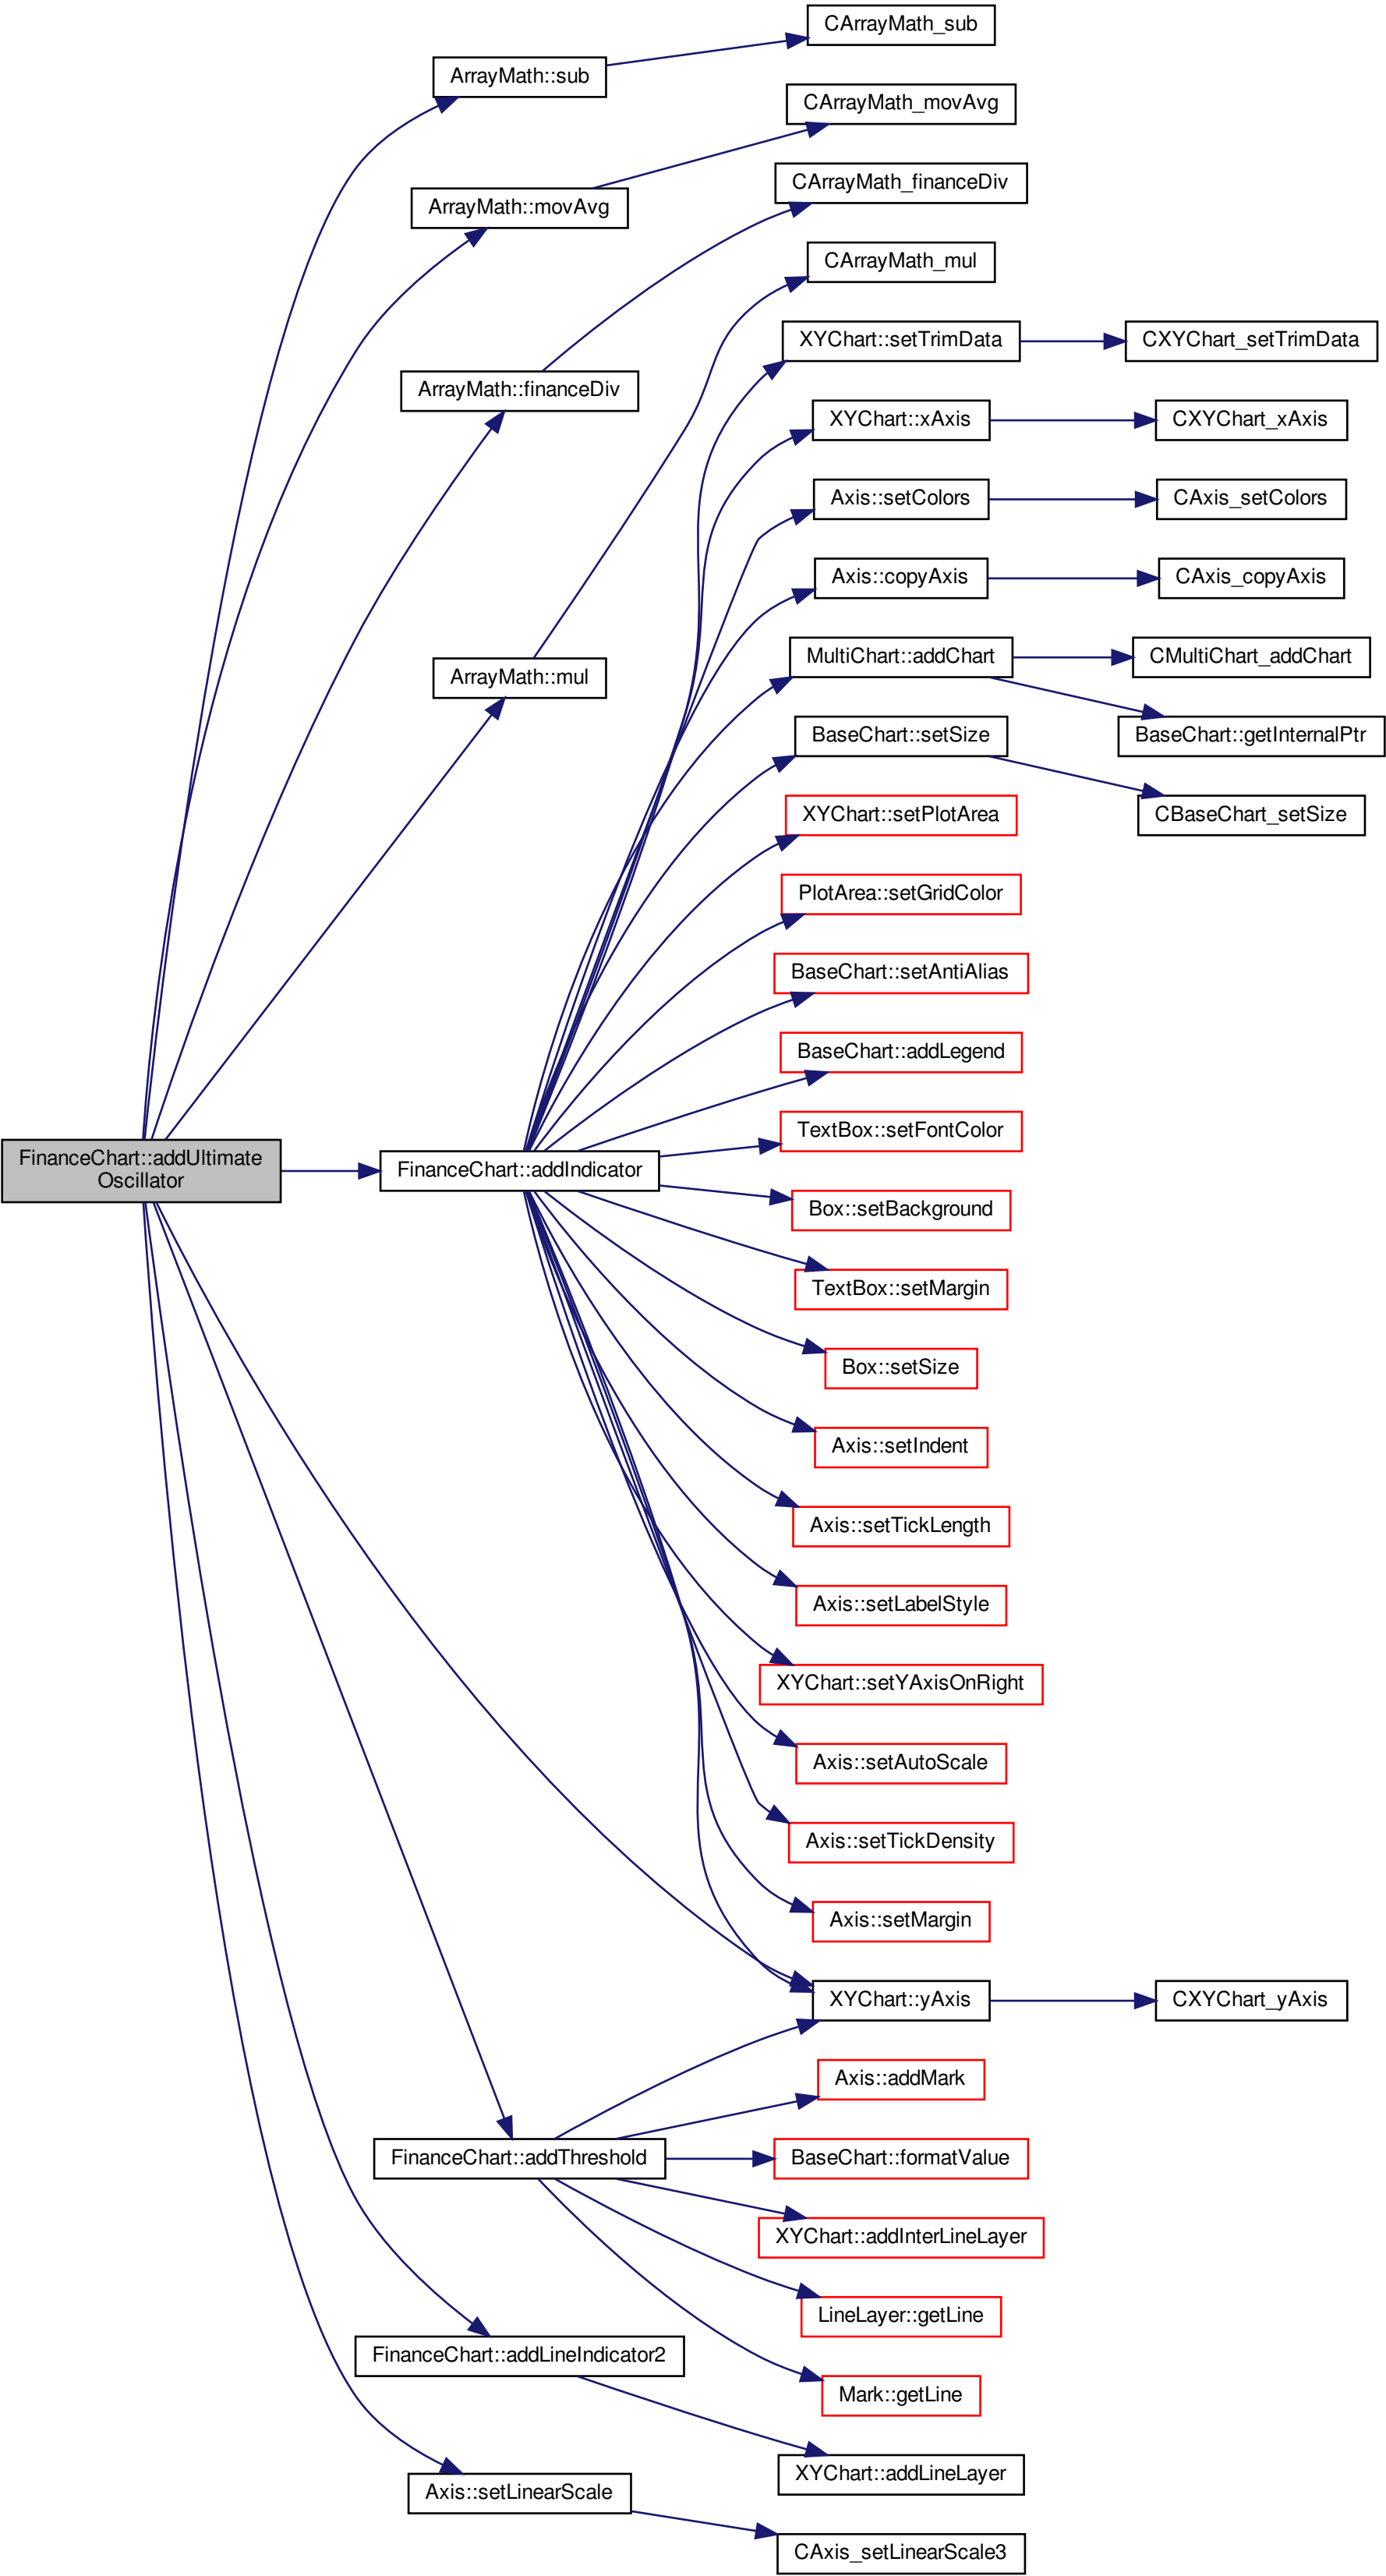 CArrayMath_sub
ArrayMath::sub
CArrayMath_movAvg
ArrayMath::movAvg
CArrayMath_financeDiv
CArrayMath_mul
XYChart::setTrimData
CXYChart_setTrimData
ArrayMath::financeDiv
XYChart::xAxis
CXYChart_xAxis
Axis::setColors
CAxis_setColors
Axis::copyAxis
CAxis_copyAxis
MultiChart::addChart
CMultiChart_addChart
ArrayMath::mul
BaseChart::setSize
BaseChart::getInternalPtr
XYChart::setPlotArea
CBaseChart_setSize
PlotArea::setGridColor
BaseChart::setAntiAlias
BaseChart::addLegend
TextBox::setFontColor
FinanceChart::addUltimate
Oscillator
FinanceChart::addIndicator
Box::setBackground
TextBox::setMargin
Box::setSize
Axis::setIndent
Axis::setTickLength
Axis::setLabelStyle
XYChart::setYAxisOnRight
Axis::setAutoScale
Axis::setTickDensity
Axis::setMargin
XYChart::yAxis
CXYChart_yAxis
Axis::addMark
FinanceChart::addThreshold
BaseChart::formatValue
XYChart::addInterLineLayer
LineLayer::getLine
FinanceChart::addLineIndicator2
Mark::getLine
XYChart::addLineLayer
Axis::setLinearScale
CAxis_setLinearScale3